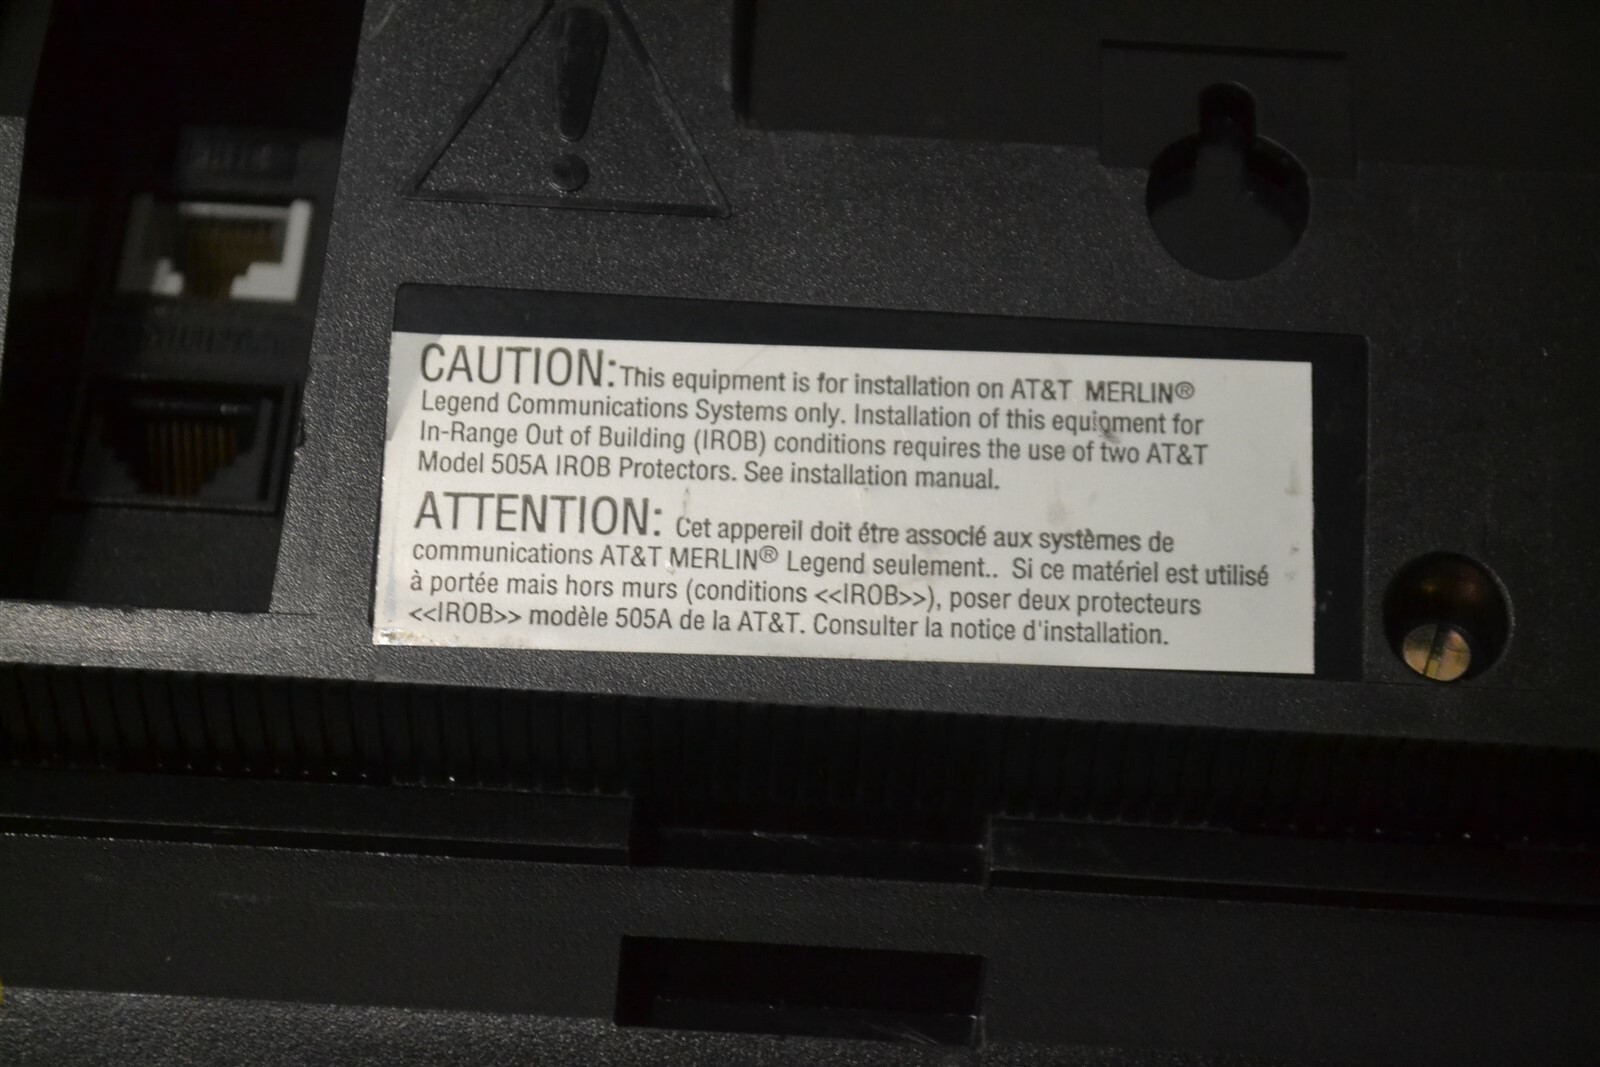 CAUTION: This equipment is for installation on AT&T MERLIN®
Legend Communications Systems only. Installation of this equipment for
In-Range Out of Building (IROB) conditions requires the use of two AT&T
Model 505A IROB Protectors. See installation manual.
ATTENTION: Cet appereil doit étre associé aux systèmes de
communications AT&T MERLIN® Legend seulement.. Si ce matériel est utilisé
à portée mais hors murs (conditions <<IROB>>), poser deux protecteurs
<<IROB>> modèle 505A de la AT&T. Consulter la notice d'installation.